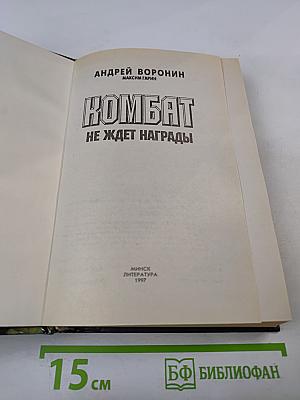 АНДРЕЙ ВОРОНИН
МАКСИМ ГАРИН
КОМБАТ
НЕ ЖДЕТ НАГРАДЫ
МИНСК
ЛИТЕРАТУРА
1997
15 см
БФ БИБЛИОФАН